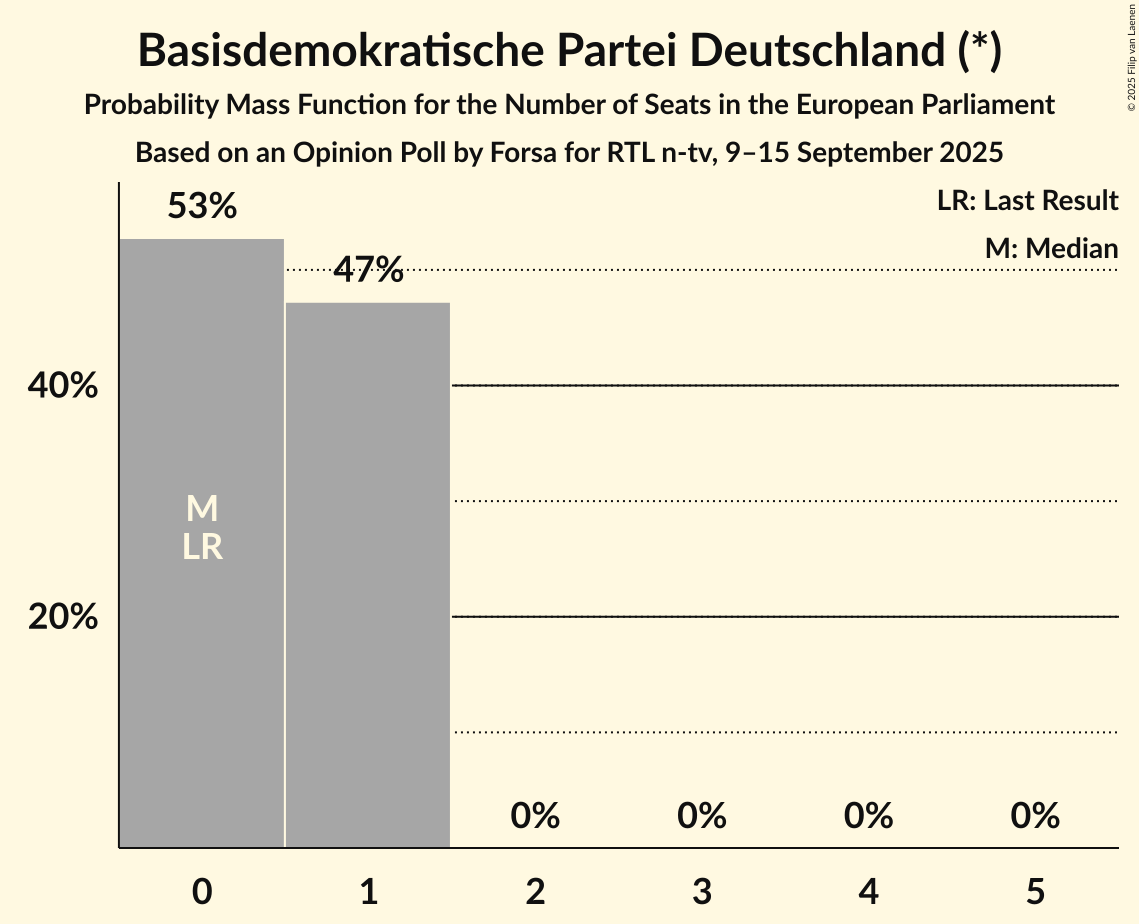 Basisdemokratische Partei Deutschland (*)
Probability Mass Function for the Number of Seats in the European Parliament
Based on an Opinion Poll by Forsa for RTL n-tv, 9–15 September 2025
© 2025 Filip van Laenen
LR: Last Result
M: Median
53%
47%
40%
20%
M
LR
0%
0%
0%
0%
0
1
2
3
4
5